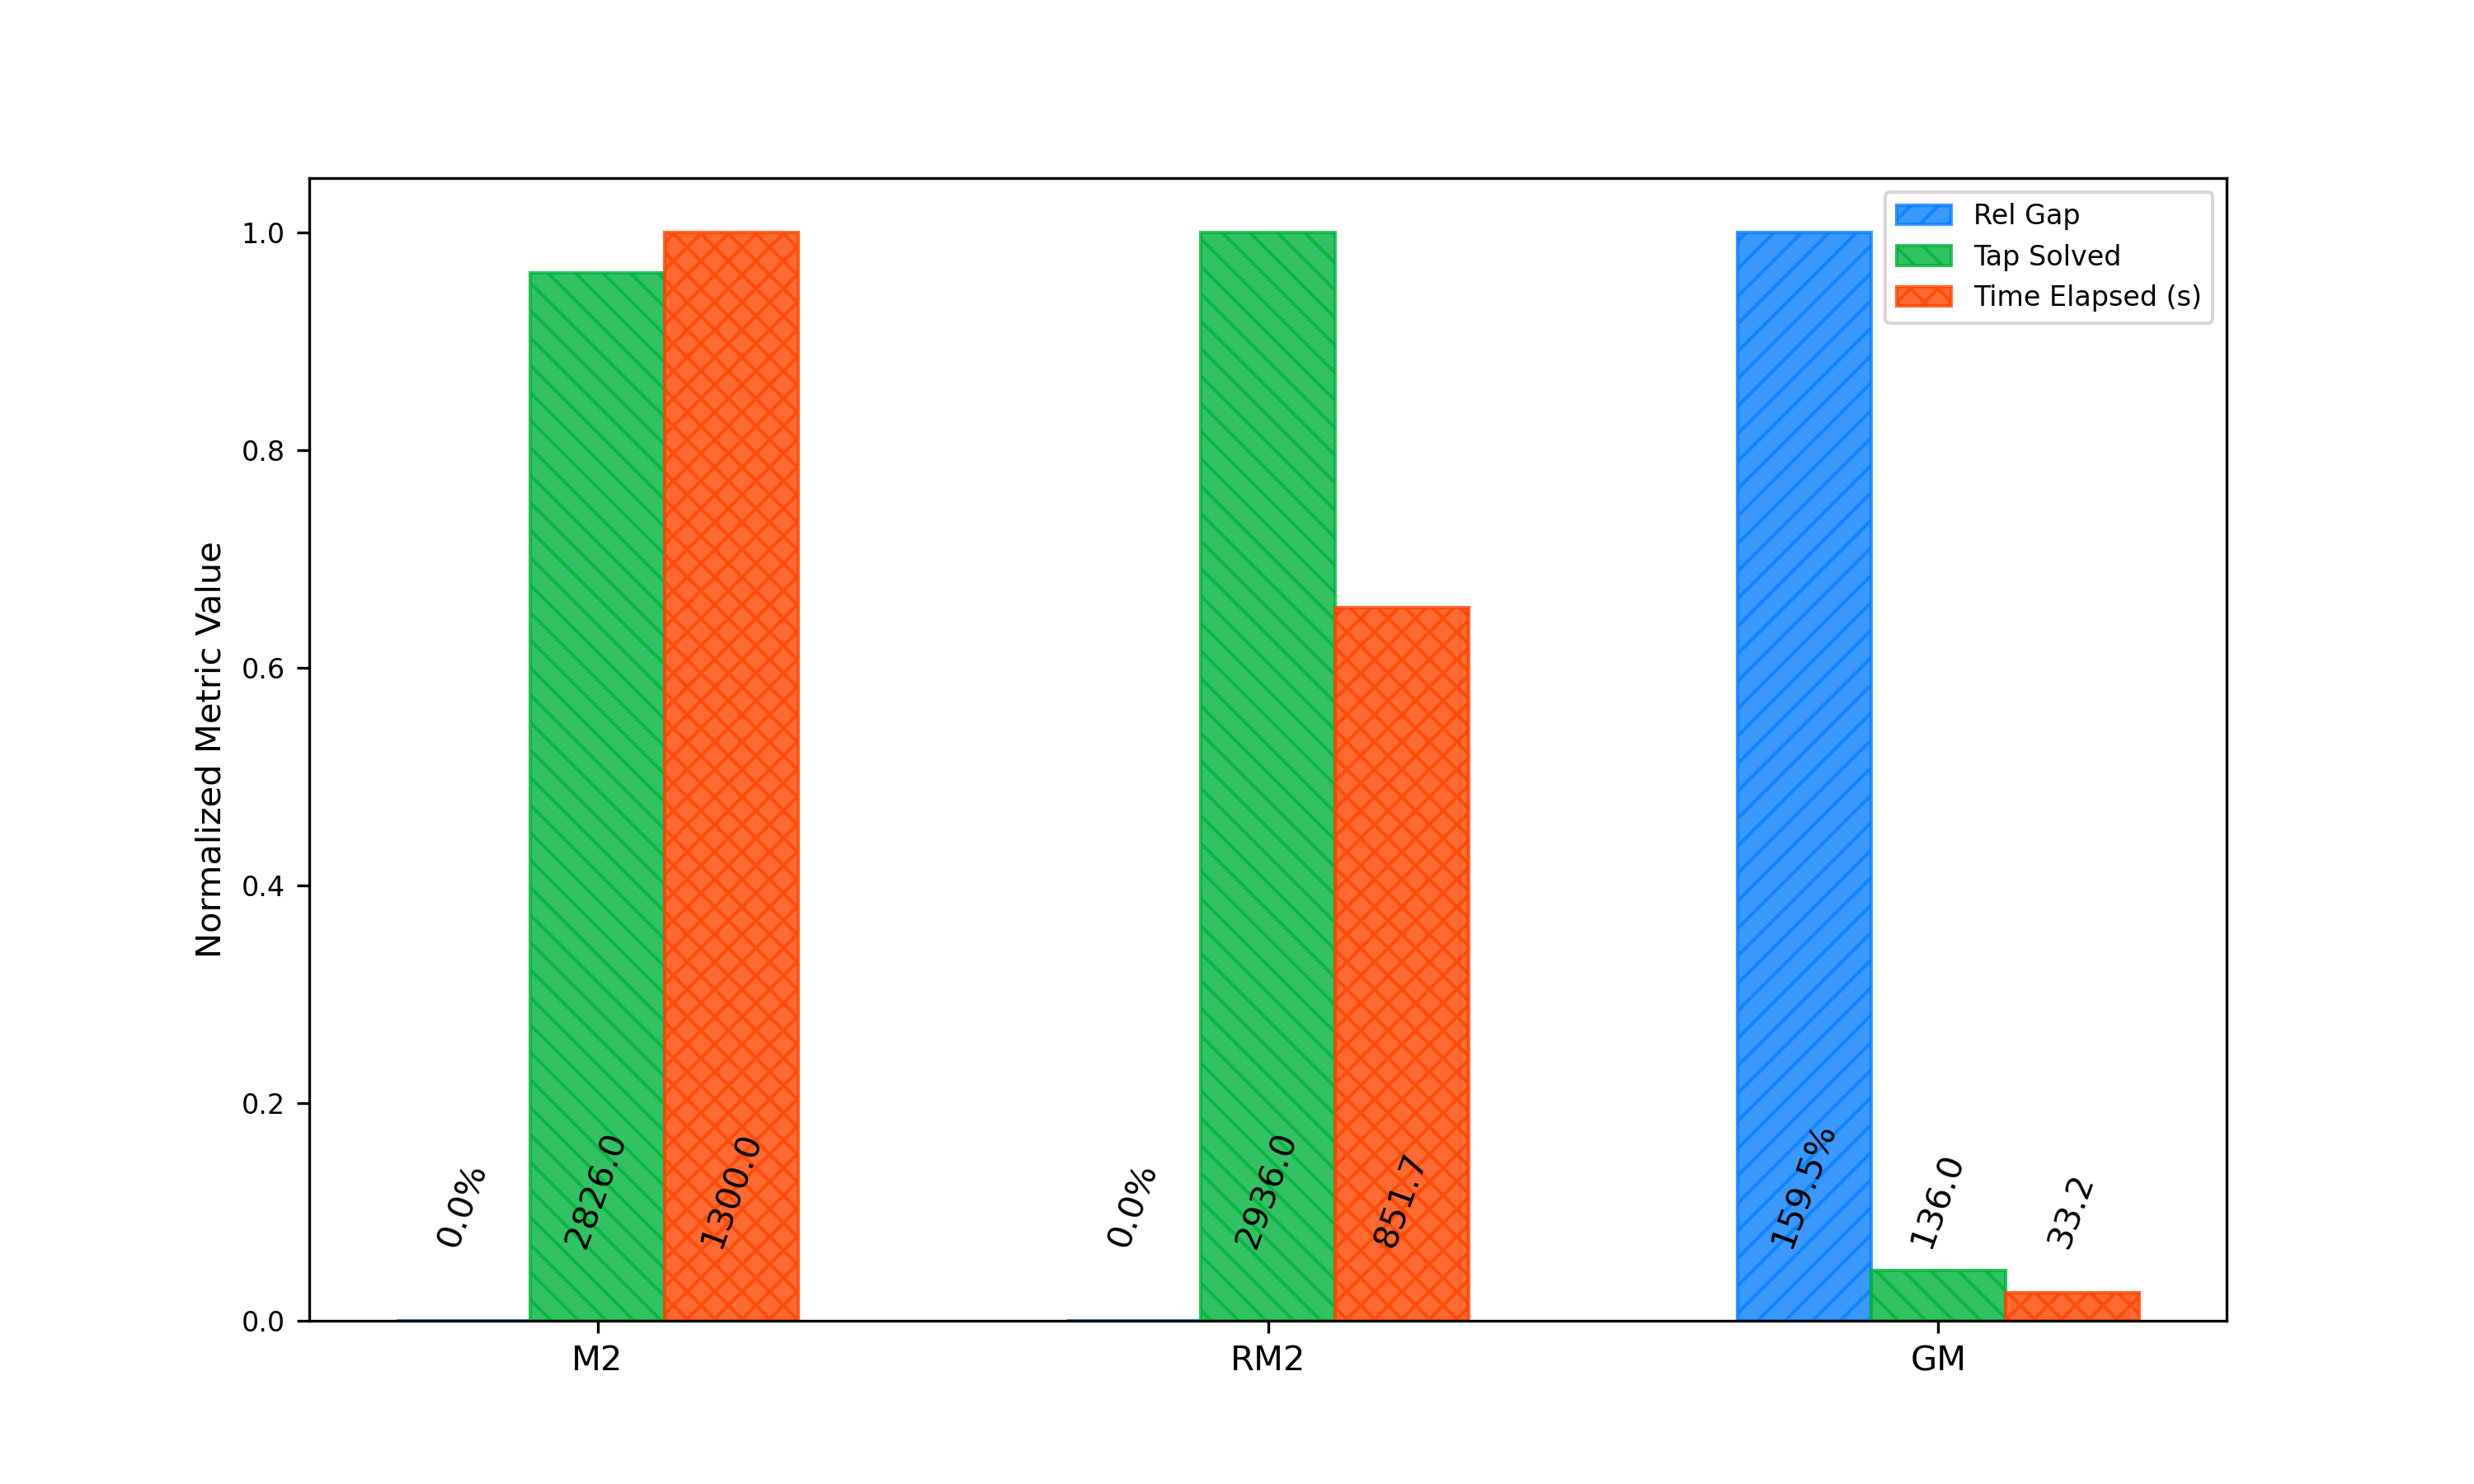 Rel Gap
Tap Solved
Time Elapsed (s)
Normalized Metric Value
1.0
0.8
0.6
0.4
0.2
0.0
0.0%
2826.0
1300.0
0.0%
2936.0
851.7
159.5%
136.0
33.2
M2
RM2
GM